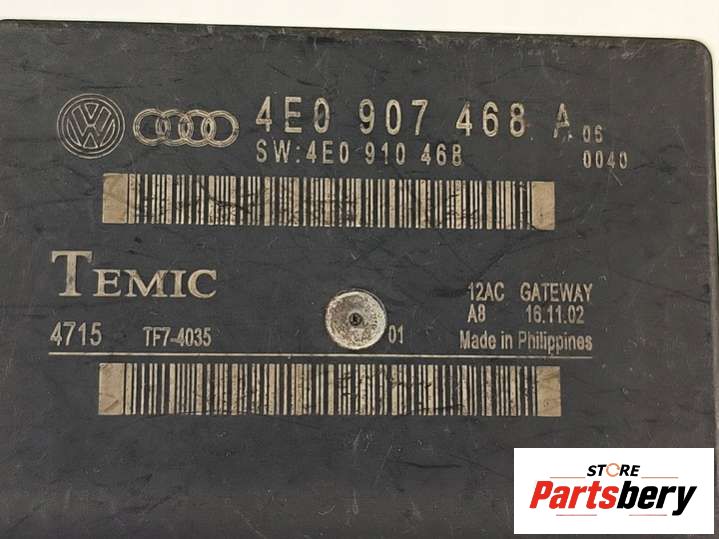 4E0 907 468 A 06
SW:4E0 910 468 0040
TEMIC
12AC GATEWAY
A8 16.11.02
4715 TF7-4035 01 Made in Philippines
STORE
Partsbery